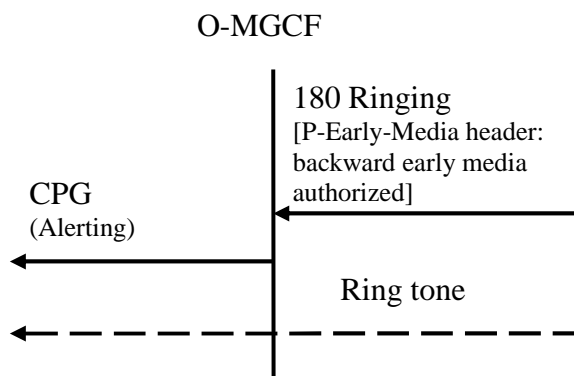 O-MGCF
180 Ringing
[P-Early-Media header:
backward early media
authorized]
CPG
(Alerting)
Ring tone